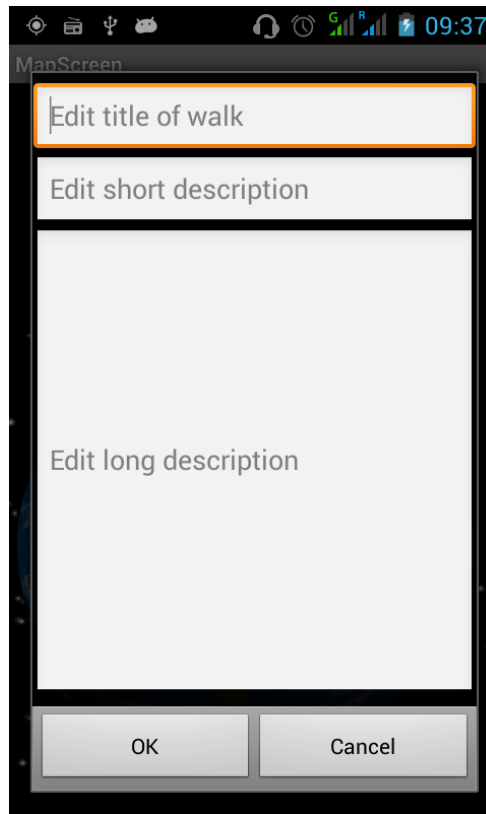 G R 09:37
MapScreen
Edit title of walk
Edit short description
Edit long description
OK Cancel